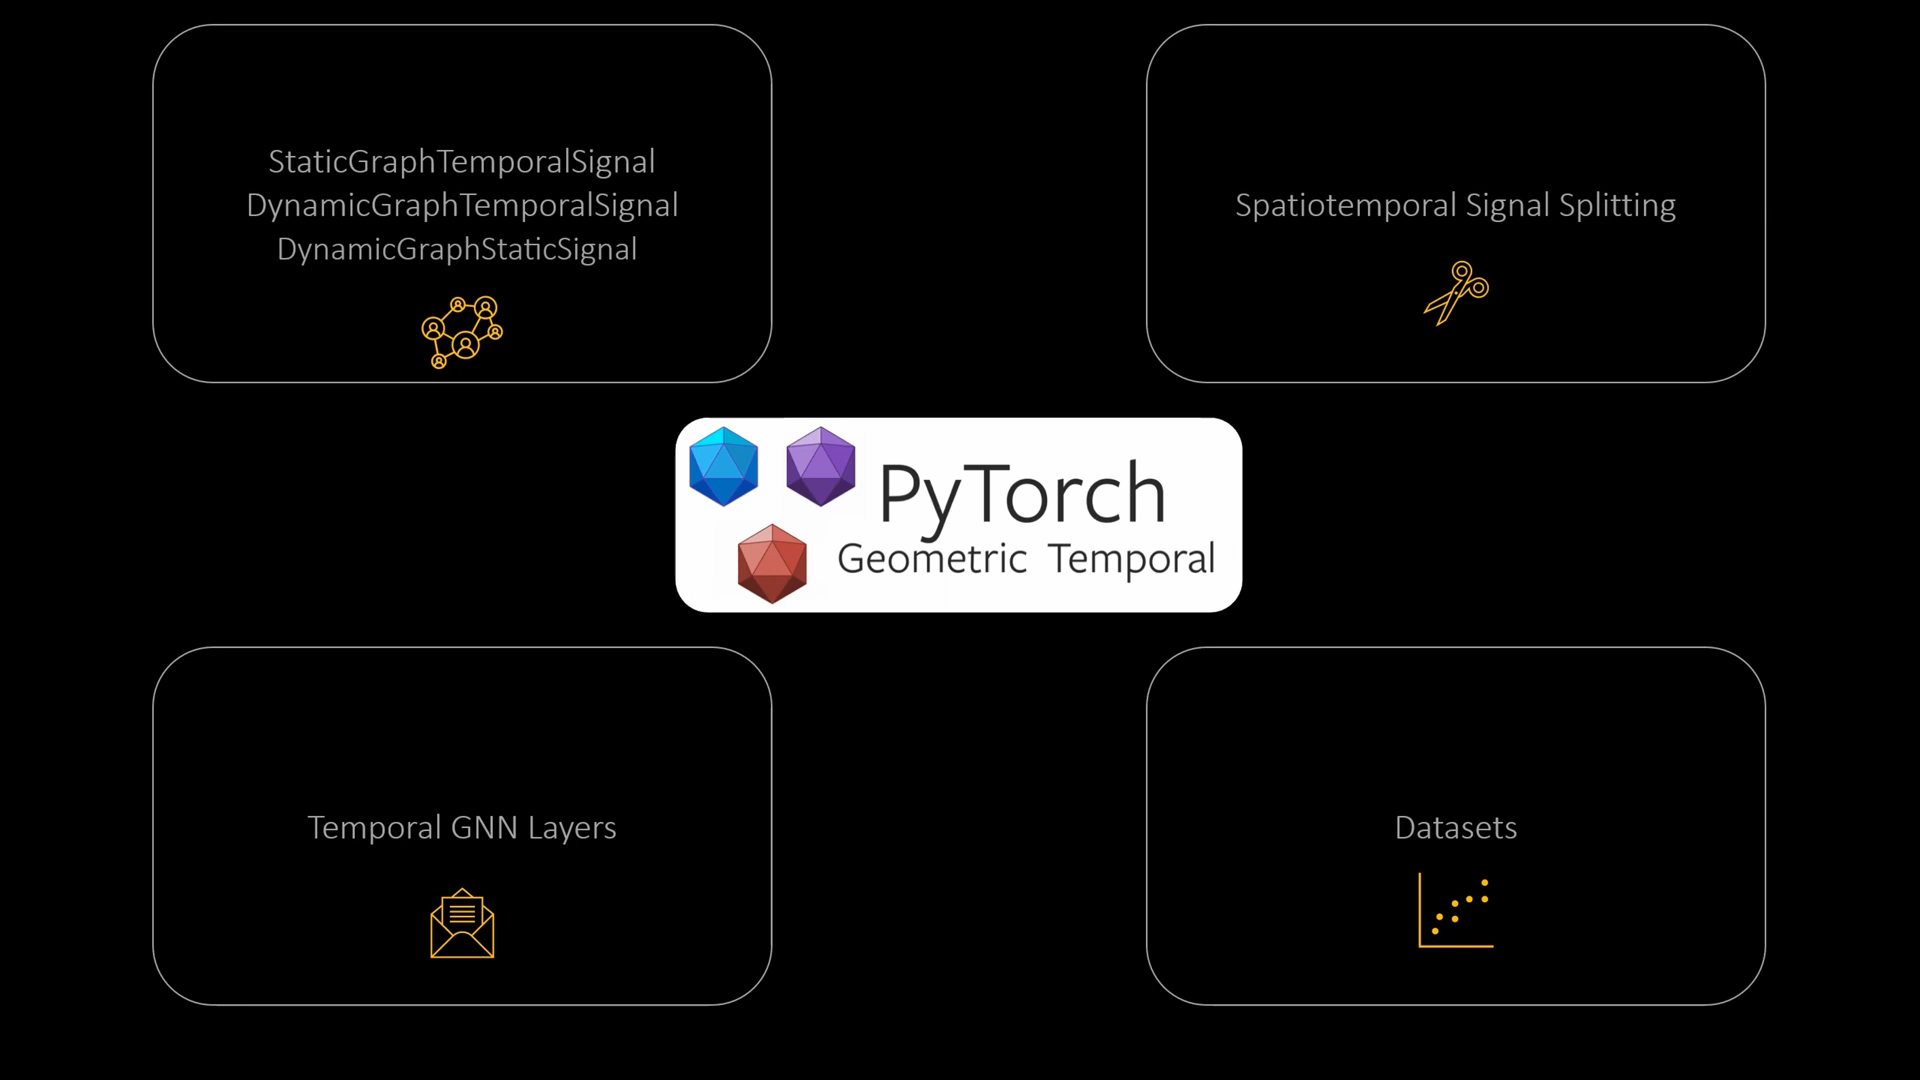 StaticGraphTemporalSignal
DynamicGraphTemporalSignal
DynamicGraphStaticSignal
Spatiotemporal Signal Splitting
PyTorch
Geometric Temporal
Temporal GNN Layers
Datasets